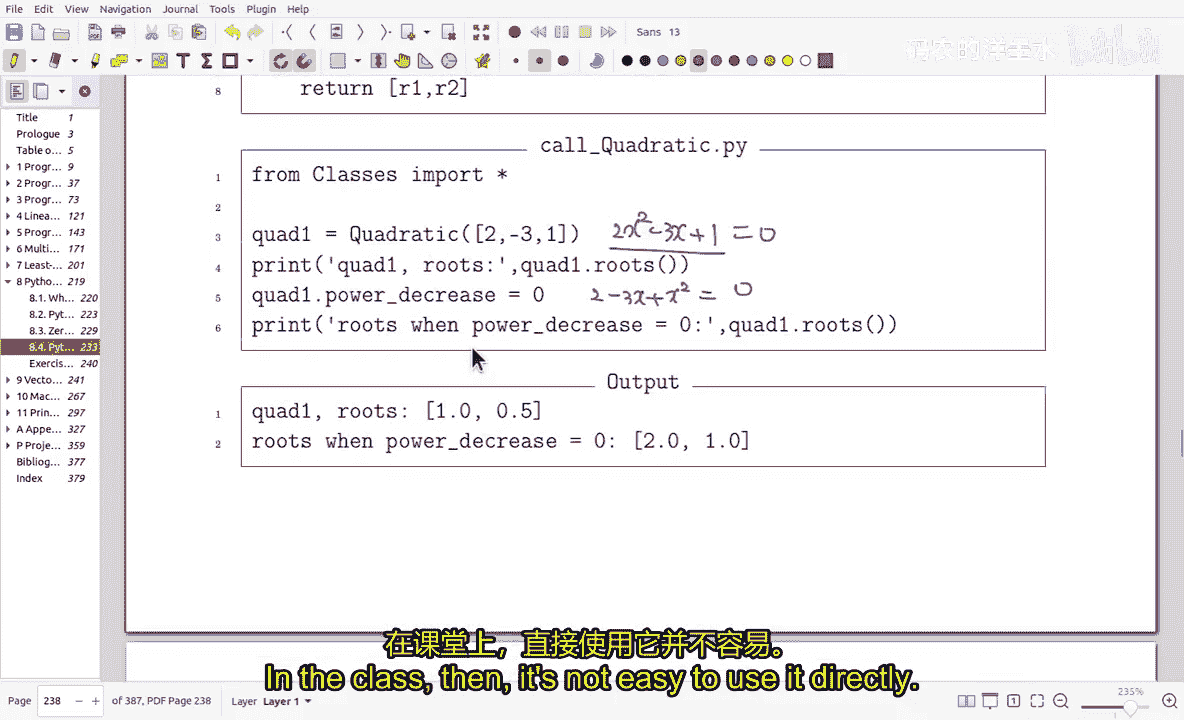 File Edit View Navigation Journal Tools Plugin Help
Sans 13
Title 1
Prologue 3
Table o... 5
1 Progr... 9
2 Progr... 37
3 Progr... 73
4 Linea... 121
5 Progr... 143
6 Multi... 171
7 Least-... 201
8 Pytho... 219
8.1. Wh... 220
8.2. Pyt... 223
8.3. Zer... 229
8.4. Pyt... 233
Exercis... 240
9 Vecto... 241
10 Mac... 267
11 Prin... 297
A Appe... 327
P Proje... 359
Bibliog... 377
Index 379
8 return [r1,r2]
call_Quadratic.py
1 from Classes import *
2
3 quad1 = Quadratic([2,-3,1]) 2x²-3x+1 = 0
4 print('quad1, roots:',quad1.roots())
5 quad1.power_decrease = 0 2-3x+x² = 0
6 print('roots when power_decrease = 0:',quad1.roots())
Output
1 quad1, roots: [1.0, 0.5]
2 roots when power_decrease = 0: [2.0, 1.0]
在课堂上，直接使用它并不容易。
In the class, then, it's not easy to use it directly.
Page 238 − + of 387, PDF Page 238 Layer Layer 1
235%